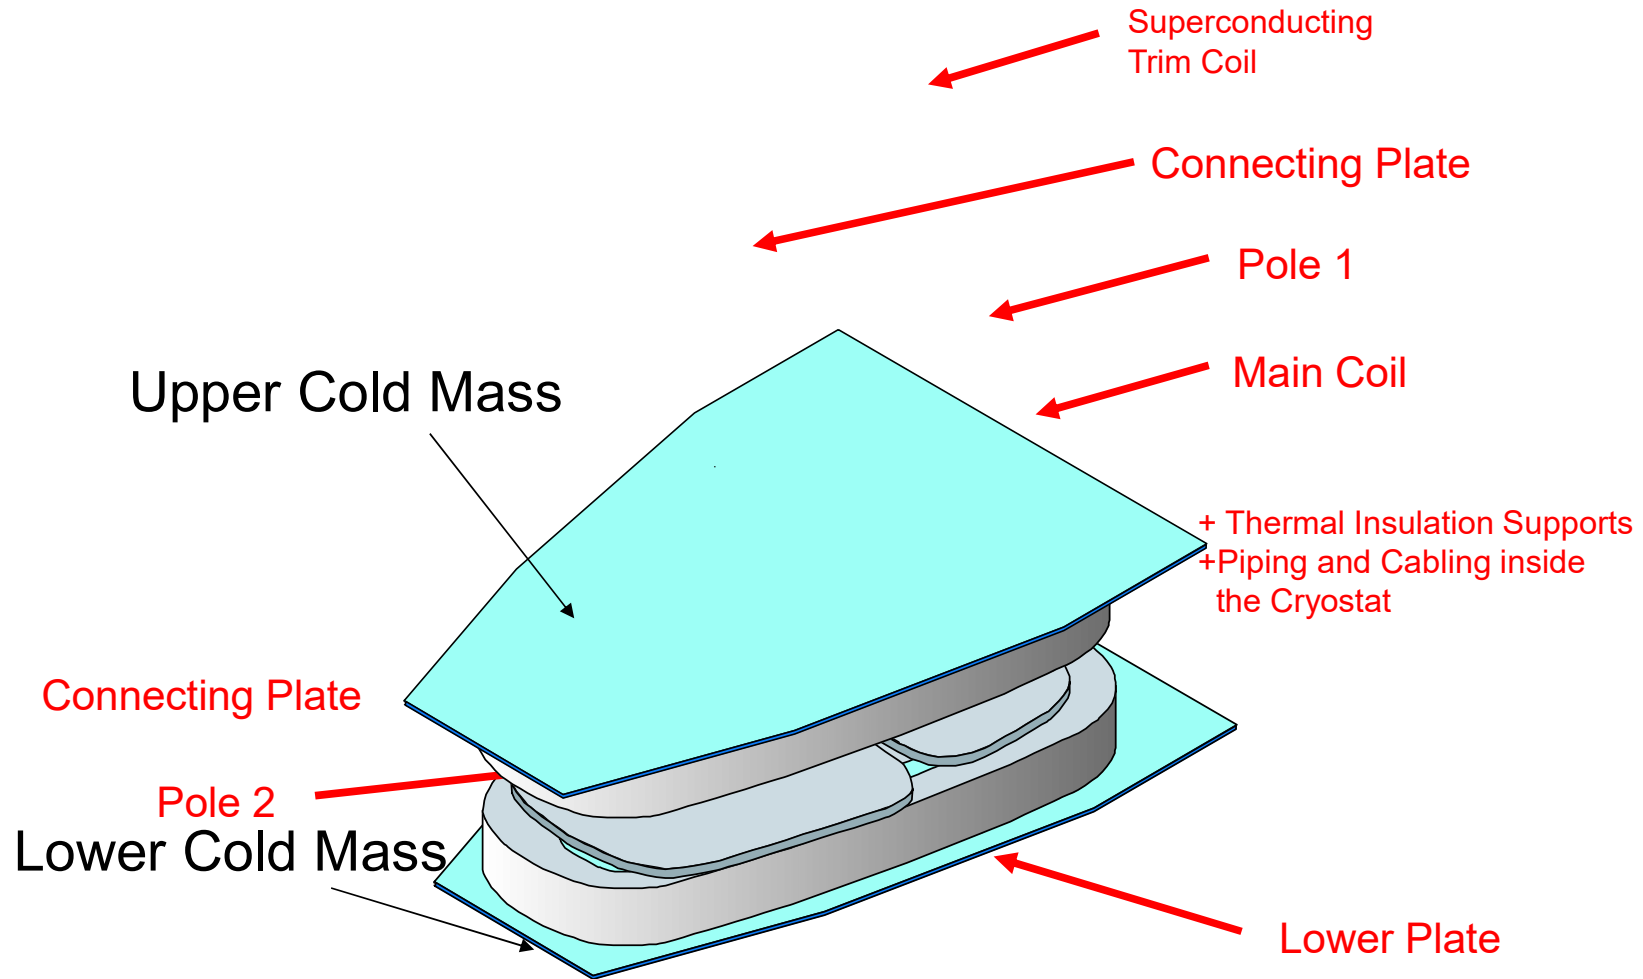 Superconducting
Trim Coil
Connecting Plate
Pole 1
Main Coil
Upper Cold Mass
+ Thermal Insulation Supports
+Piping and Cabling inside
the Cryostat
Connecting Plate
Pole 2
Lower Cold Mass
Lower Plate